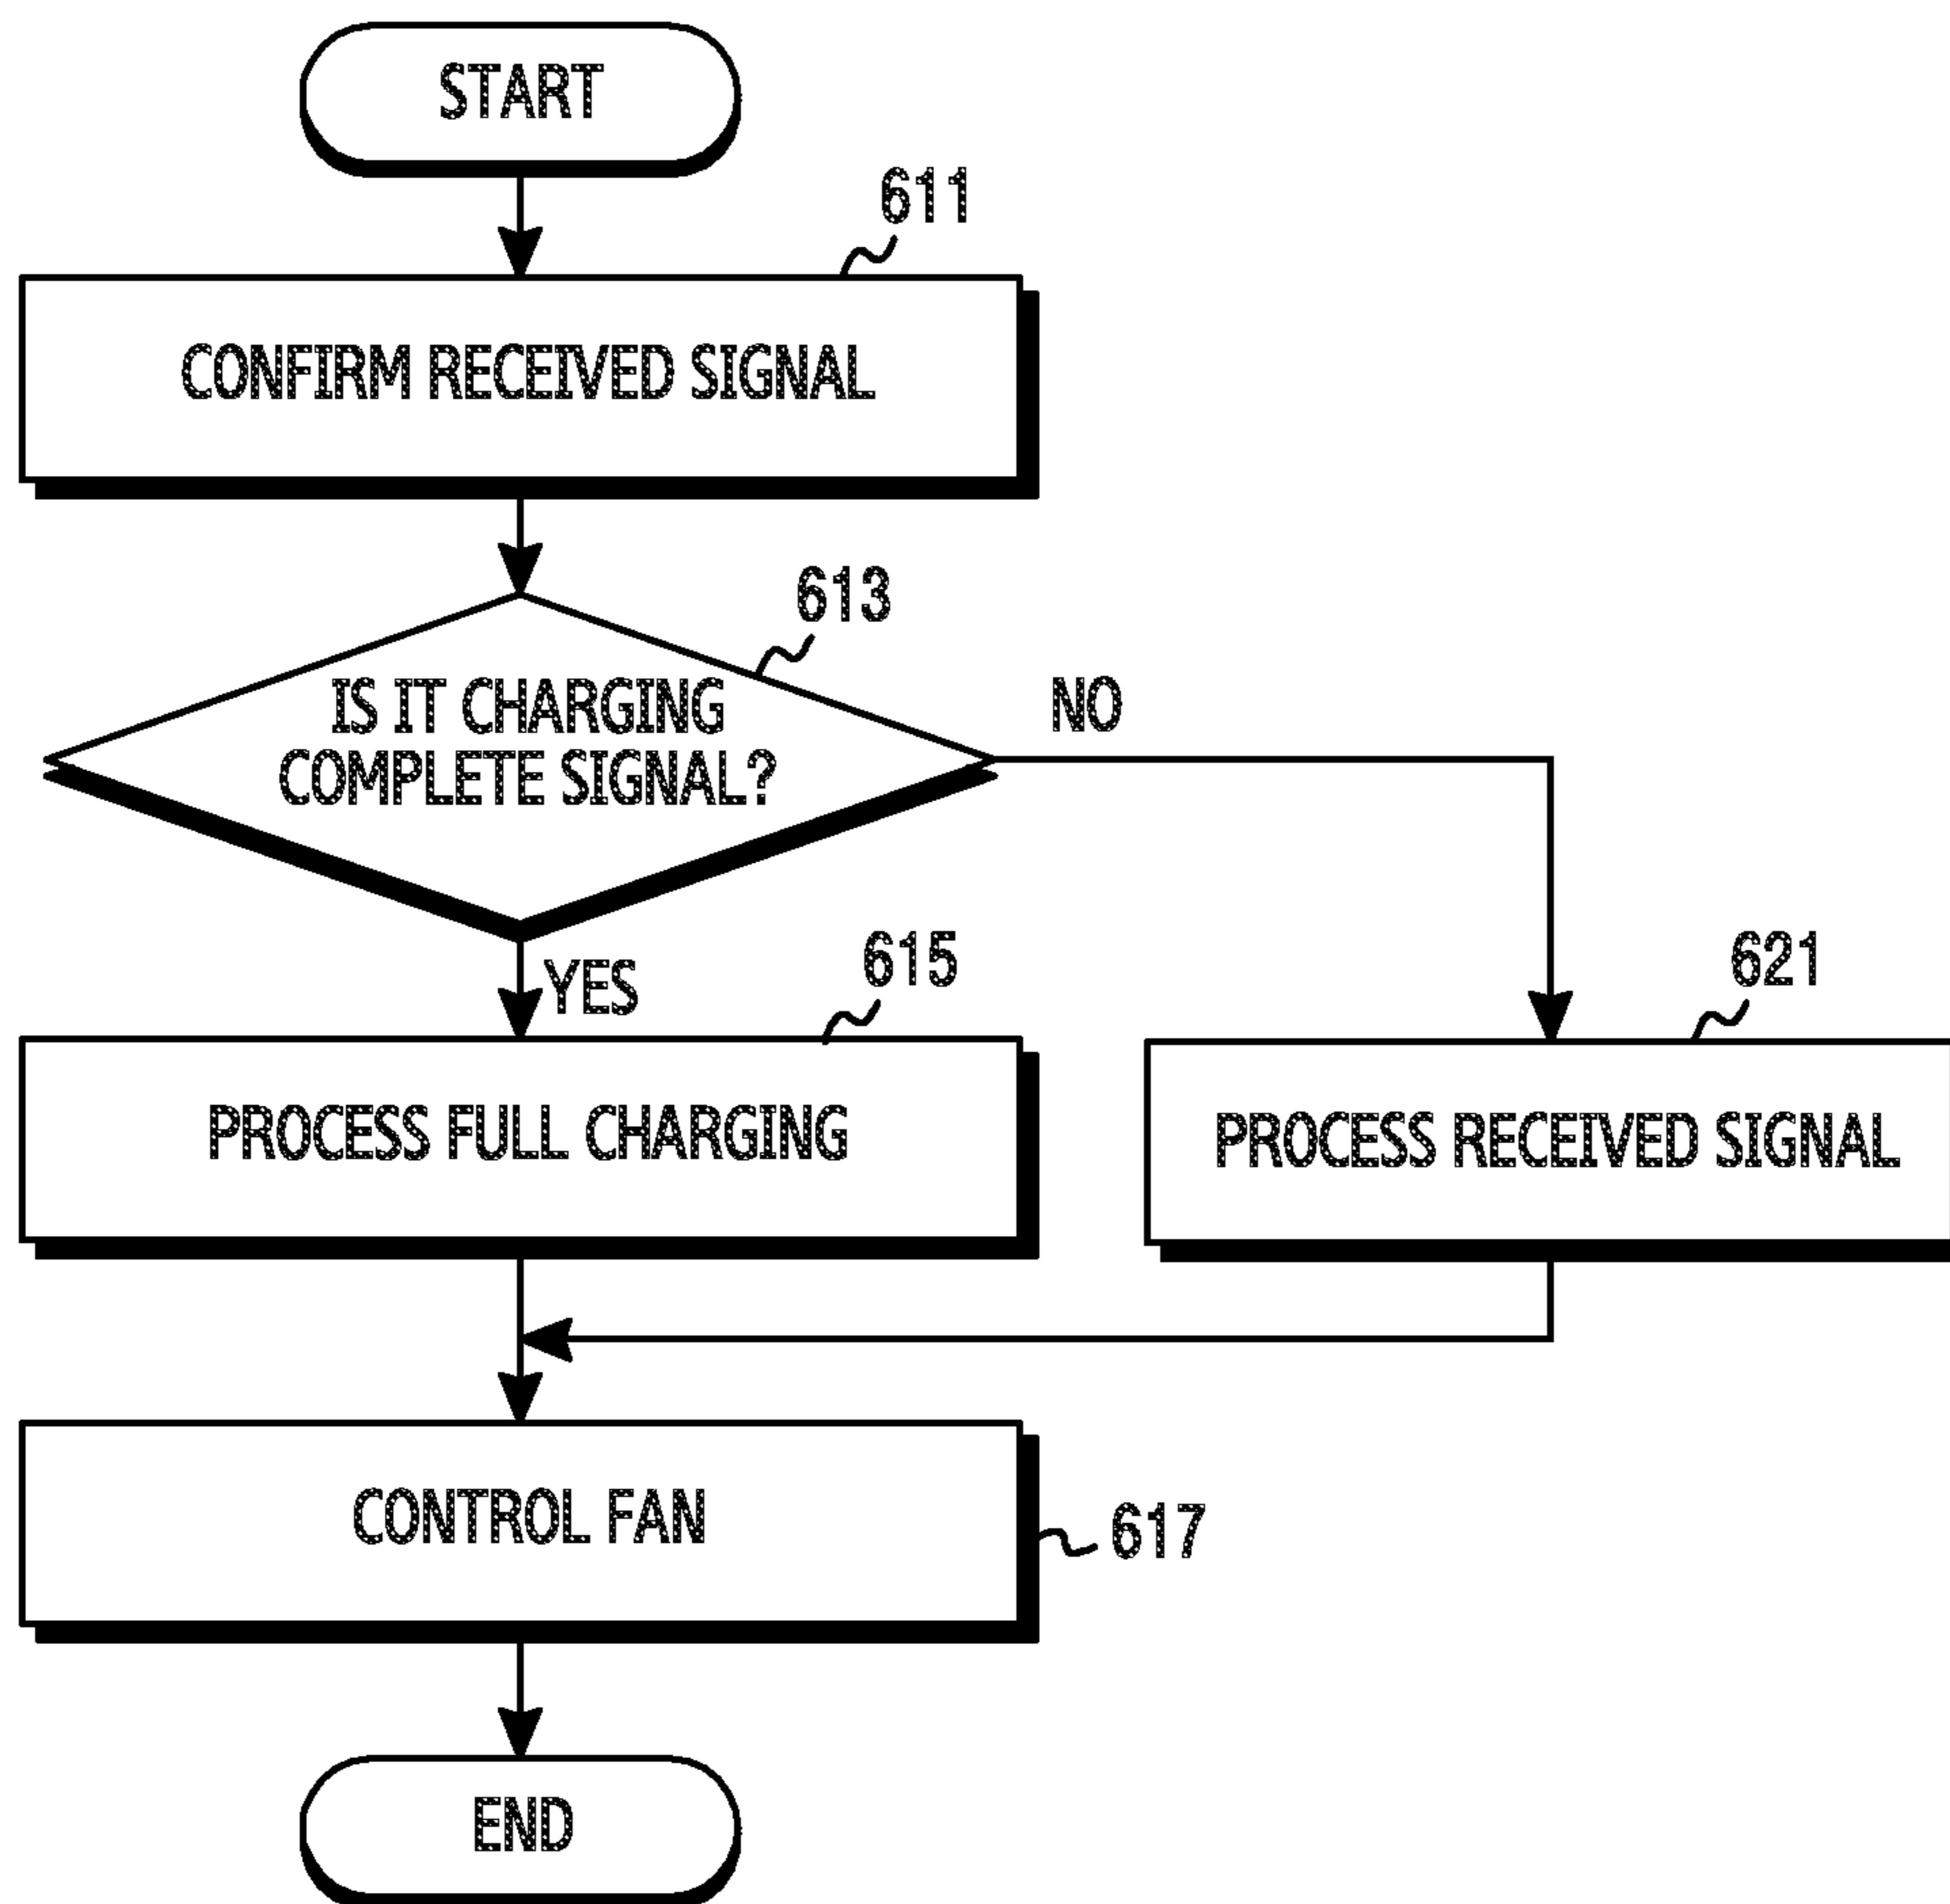 START
611
CONFIRM RECEIVED SIGNAL
613
IS IT CHARGING
COMPLETE SIGNAL?
NO
YES
615
621
PROCESS FULL CHARGING
PROCESS RECEIVED SIGNAL
CONTROL FAN
617
END